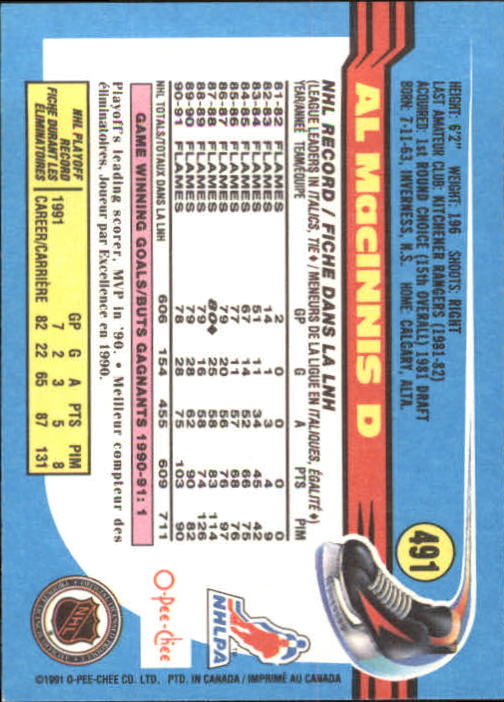 491
HEIGHT: 6'2" WEIGHT: 196 SHOOTS: RIGHT
LAST AMATEUR CLUB: KITCHENER RANGERS (1981-82)
ACQUIRED: 1st ROUND CHOICE (15th OVERALL) 1981 DRAFT
BORN: 7-11-63, INVERNESS, N.S. HOME: CALGARY, ALTA.
AL MacINNIS D
NHL RECORD / FICHE DANS LA LNH
(LEAGUE LEADERS IN ITALICS, TIE ♦ / MENEURS DE LA LIGUE EN ITALIQUES, ÉGALITÉ ♦)
YEAR/ANNÉE TEAM/ÉQUIPE GP G A PTS PIM
81-82 FLAMES 2 0 0 0 0
82-83 FLAMES 14 1 3 4 9
83-84 FLAMES 51 11 34 45 42
84-85 FLAMES 67 14 52 66 75
85-86 FLAMES 77 11 57 68 76
86-87 FLAMES 79 20 56 76 97
87-88 FLAMES 80♦ 25 58 83 114
88-89 FLAMES 79 16 58 74 126
89-90 FLAMES 79 28 62 90 82
90-91 FLAMES 78 28 75 103 90
NHL TOTALS/TOTAUX DANS LA LNH 606 154 455 609 711
GAME WINNING GOALS/BUTS GAGNANTS 1990-91: 1
Playoff's leading scorer, MVP in '90. • Meilleur compteur des
éliminatoires, Joueur par Excellence en 1990.
NHL PLAYOFF
RECORD
FICHE DURANT LES
ÉLIMINATOIRES
GP G A PTS PIM
1991 7 2 3 5 8
CAREER/CARRIÈRE 82 22 65 87 131
NHLPA
O-Pee-Chee
NHL
©1991 O-PEE-CHEE CO. LTD. PTD. IN CANADA / IMPRIMÉ AU CANADA